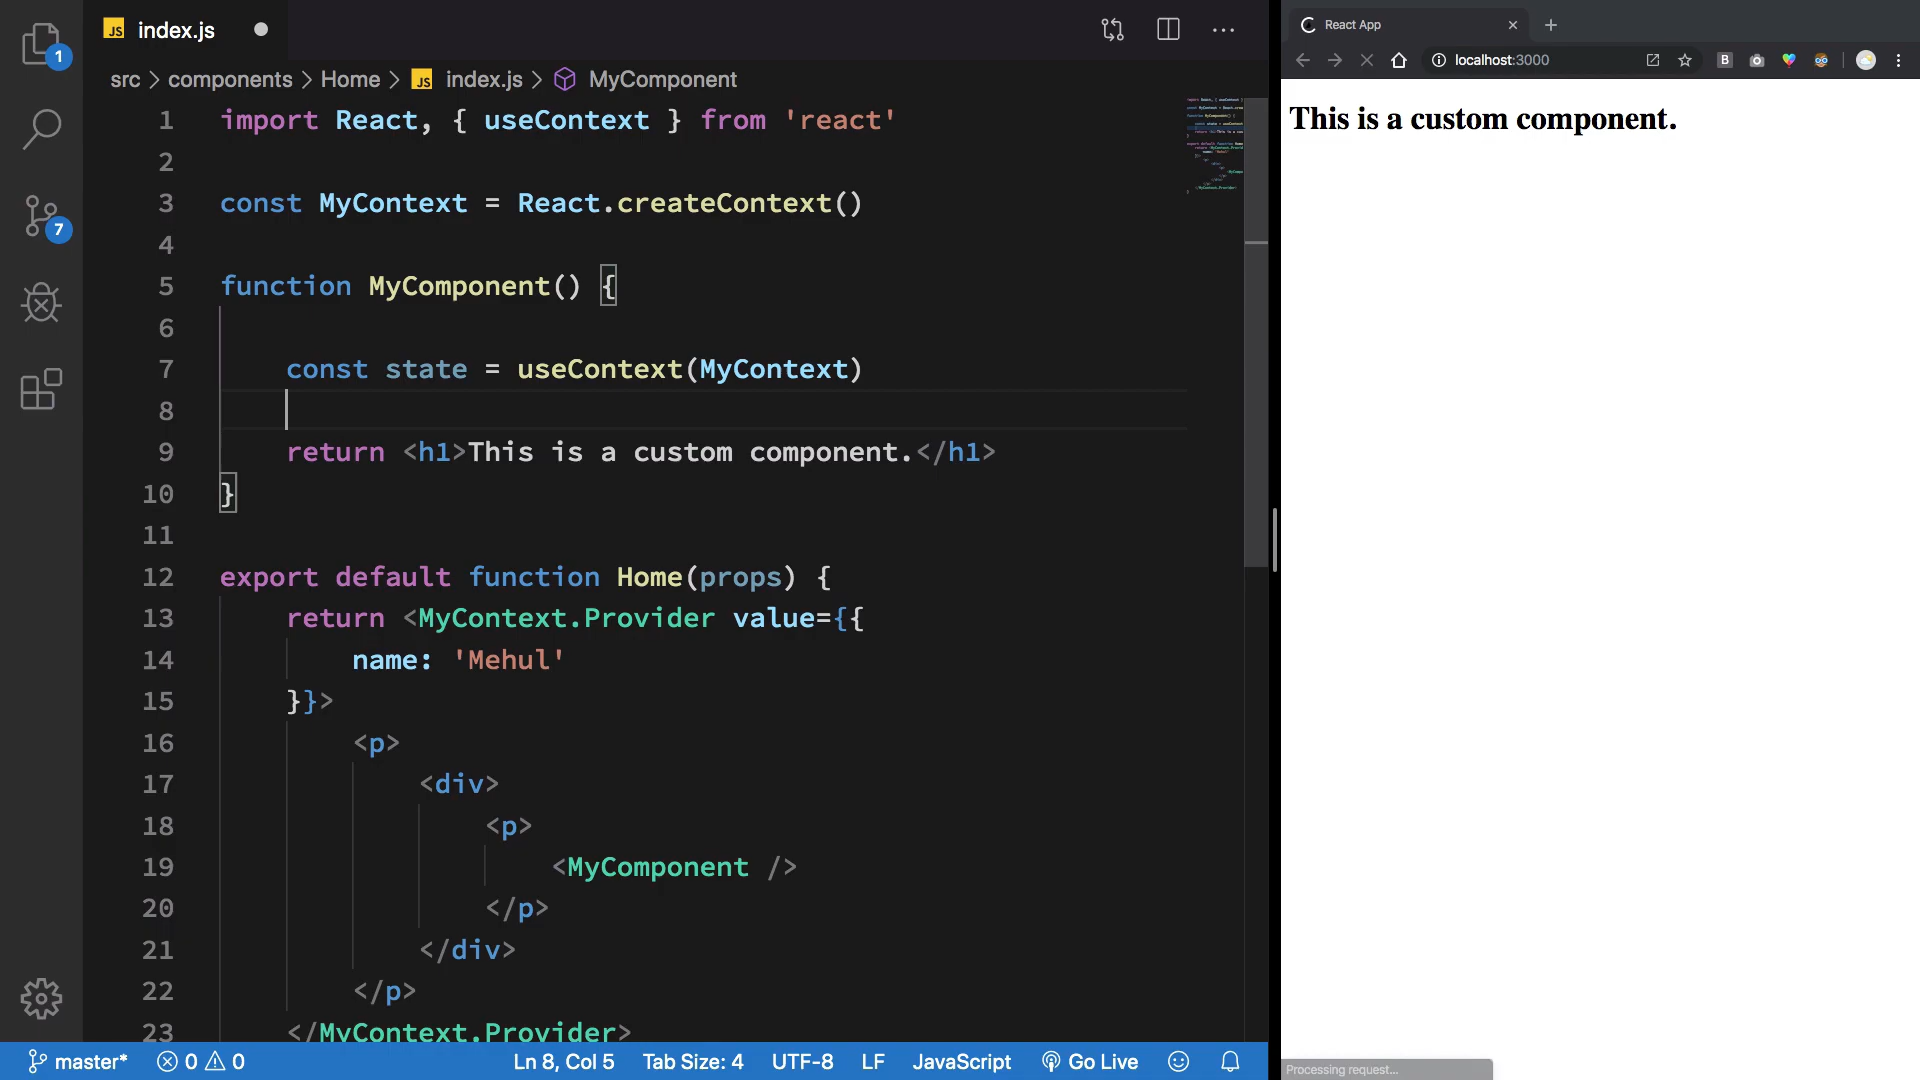 JS index.js
src > components > Home > JS index.js > MyComponent
1 import React, { useContext } from 'react'
2
3 const MyContext = React.createContext()
4
5 function MyComponent() {
6
7 const state = useContext(MyContext)
8
9 return <h1>This is a custom component.</h1>
10 }
11
12 export default function Home(props) {
13 return <MyContext.Provider value={{
14 name: 'Mehul'
15 }}>
16 <p>
17 <div>
18 <p>
19 <MyComponent />
20 </p>
21 </div>
22 </p>
23 </MyContext.Provider>
1
7
master* 0 0 Ln 8, Col 5 Tab Size: 4 UTF-8 LF JavaScript Go Live
React App
localhost:3000 B
This is a custom component.
Processing request...